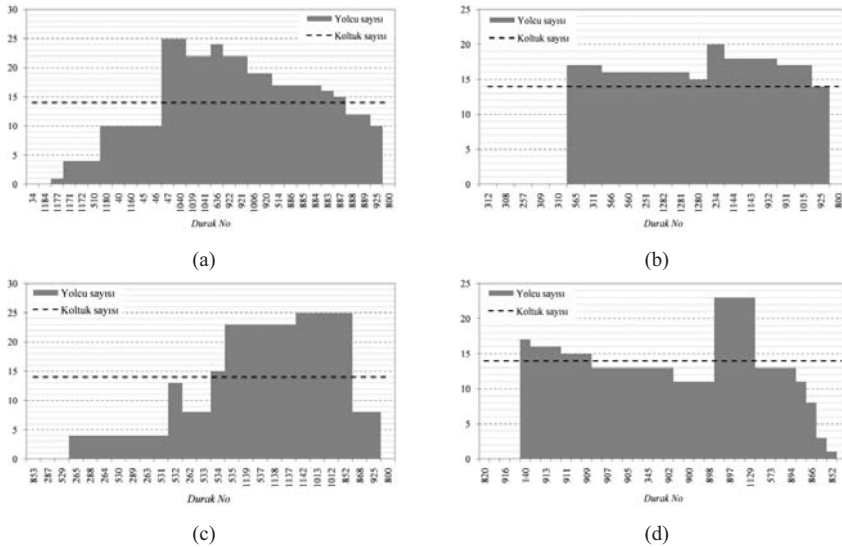 30
25
20
15
10
5
0
Yolcu sayısı
Koltuk sayısı
34 1184 1177 1171 1172 510 1180 40 1160 45 46 47 1040 1039 1041 636 922 921 1006 920 514 886 885 884 883 887 888 889 925 800
Durak No
(a)
25
20
15
10
5
0
Yolcu sayısı
Koltuk sayısı
312 308 257 309 310 565 311 566 560 251 1282 1281 1280 234 1144 1143 932 931 1015 925 800
Durak No
(b)
30
25
20
15
10
5
0
Yolcu sayısı
Koltuk sayısı
853 287 529 265 288 264 530 289 263 531 532 262 533 534 535 1139 537 1138 1137 1142 1013 1012 852 868 925 800
Durak No
(c)
25
20
15
10
5
0
Yolcu sayısı
Koltuk sayısı
820 916 140 913 911 909 907 905 345 902 900 898 897 1129 573 894 866 852
Durak No
(d)